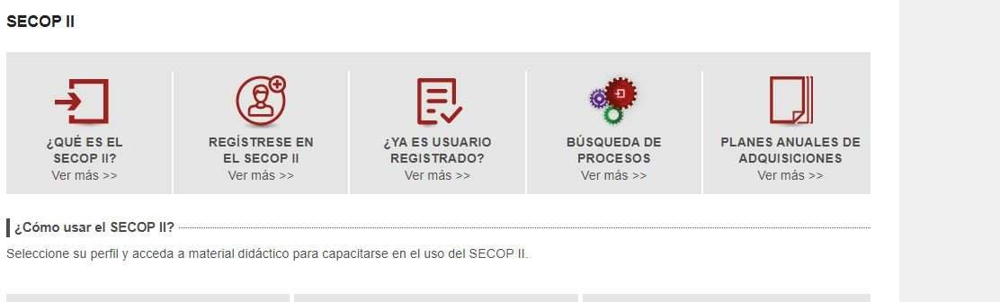 SECOP II
¿QUÉ ES EL
SECOP II?
Ver más >>
REGÍSTRESE EN
EL SECOP II
Ver más >>
¿YA ES USUARIO
REGISTRADO?
Ver más >>
BÚSQUEDA DE
PROCESOS
Ver más >>
PLANES ANUALES DE
ADQUISICIONES
Ver más >>
¿Cómo usar el SECOP II?
Seleccione su perfil y acceda a material didáctico para capacitarse en el uso del SECOP II.